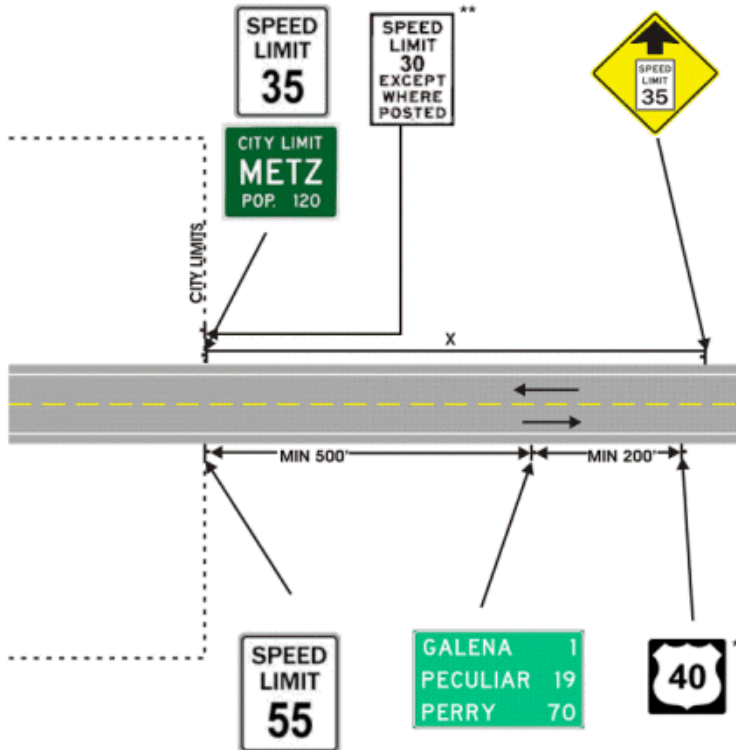 SPEED
LIMIT
35
**
SPEED
LIMIT
30
EXCEPT
WHERE
POSTED
SPEED
LIMIT
35
CITY LIMIT
METZ
POP. 120
CITY LIMITS
X
MIN 500'
MIN 200'
SPEED
LIMIT
55
GALENA 1
PECULIAR 19
PERRY 70
40
*